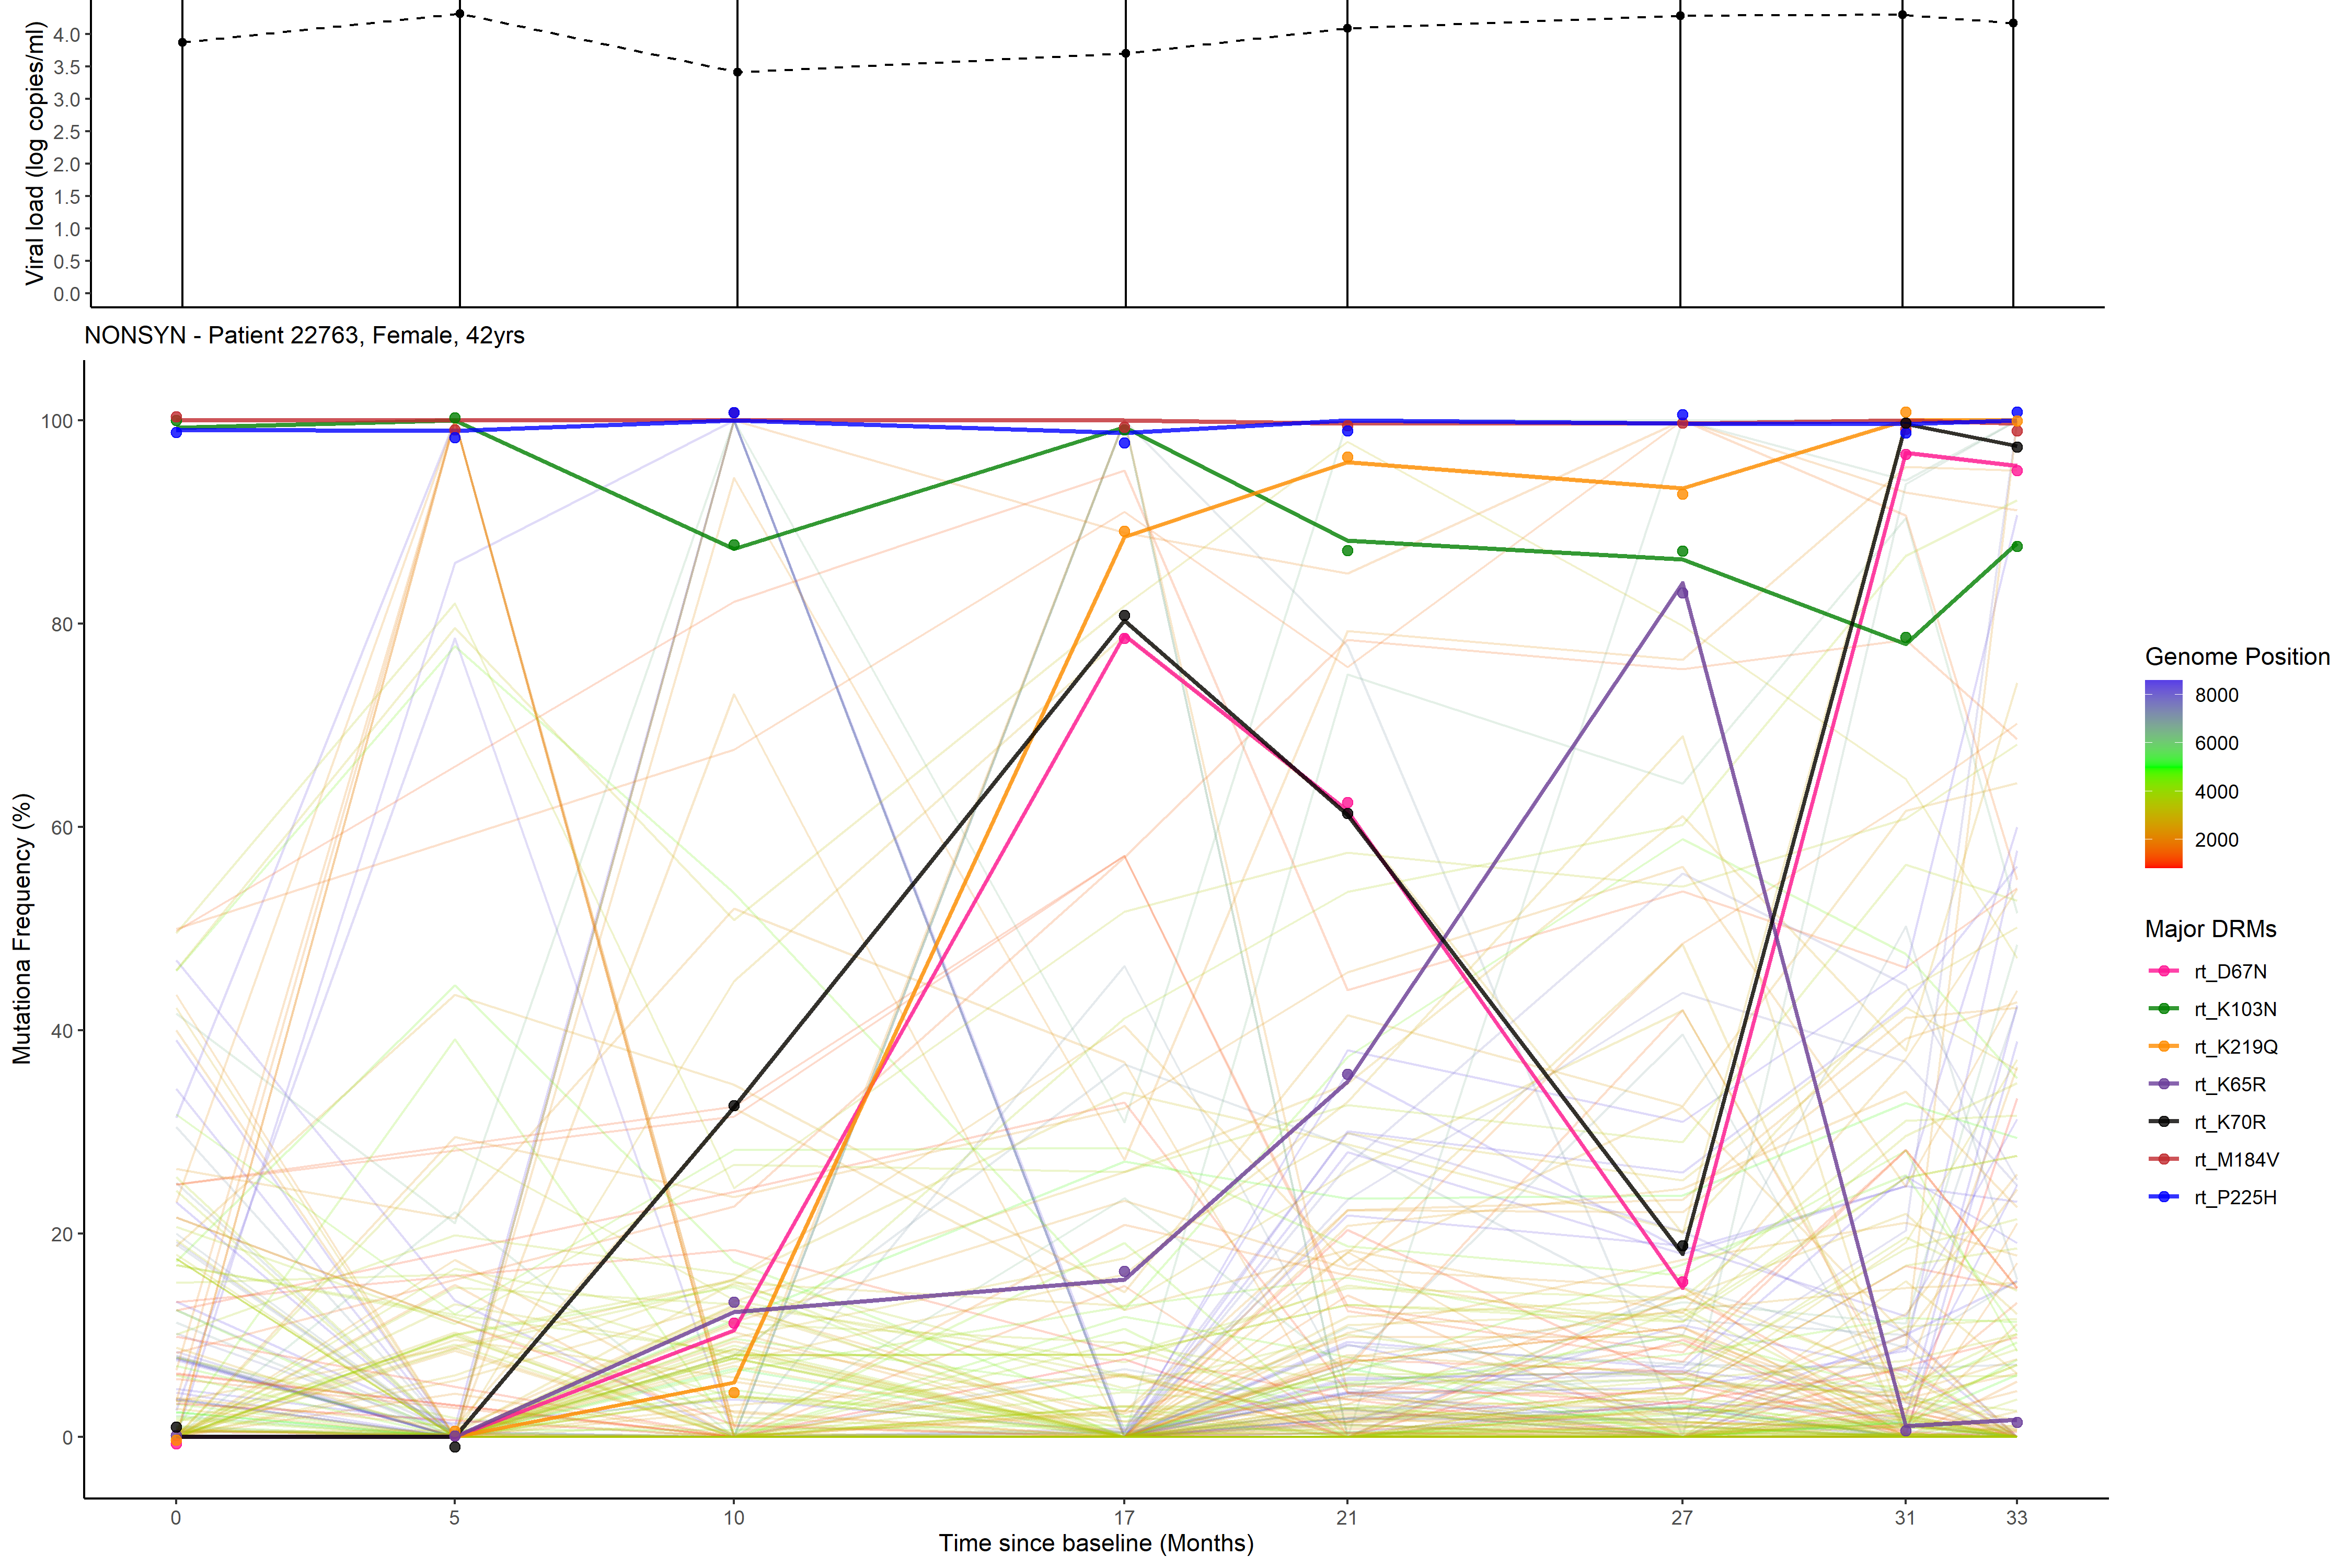 Viral load (log copies/ml)
4.0
3.5
3.0
2.5
2.0
1.5
1.0
0.5
0.0
NONSYN - Patient 22763, Female, 42yrs
Mutationa Frequency (%)
100
80
60
40
20
0
0 5 10 17 21 27 31 33
Time since baseline (Months)
Genome Position
8000
6000
4000
2000
Major DRMs
rt_D67N
rt_K103N
rt_K219Q
rt_K65R
rt_K70R
rt_M184V
rt_P225H